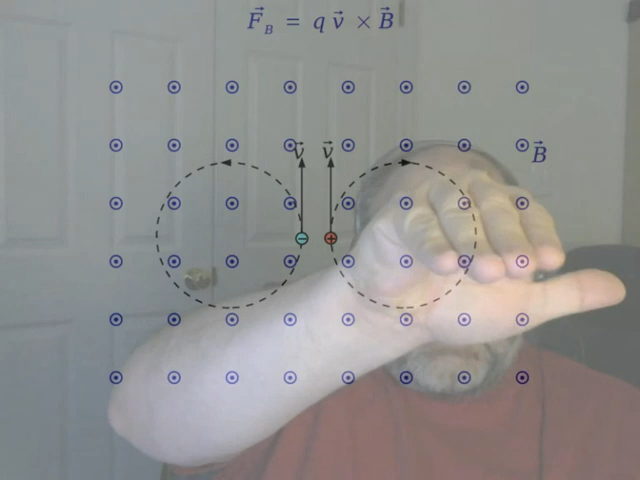 F⃗_B = q v⃗ × B⃗
v⃗ v⃗
B⃗
− +